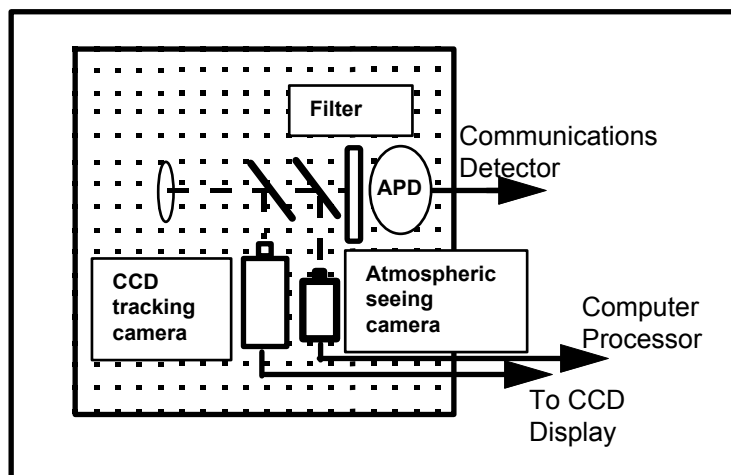 Filter
Communications
Detector
APD
CCD
tracking
camera
Atmospheric
seeing
camera
Computer
Processor
To CCD
Display